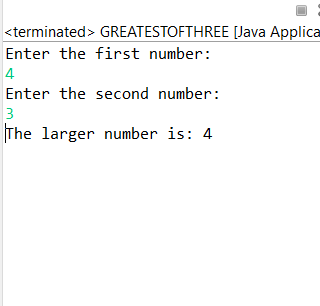 <terminated> GREATESTOFTHREE [Java Applica
Enter the first number:
4
Enter the second number:
3
The larger number is: 4